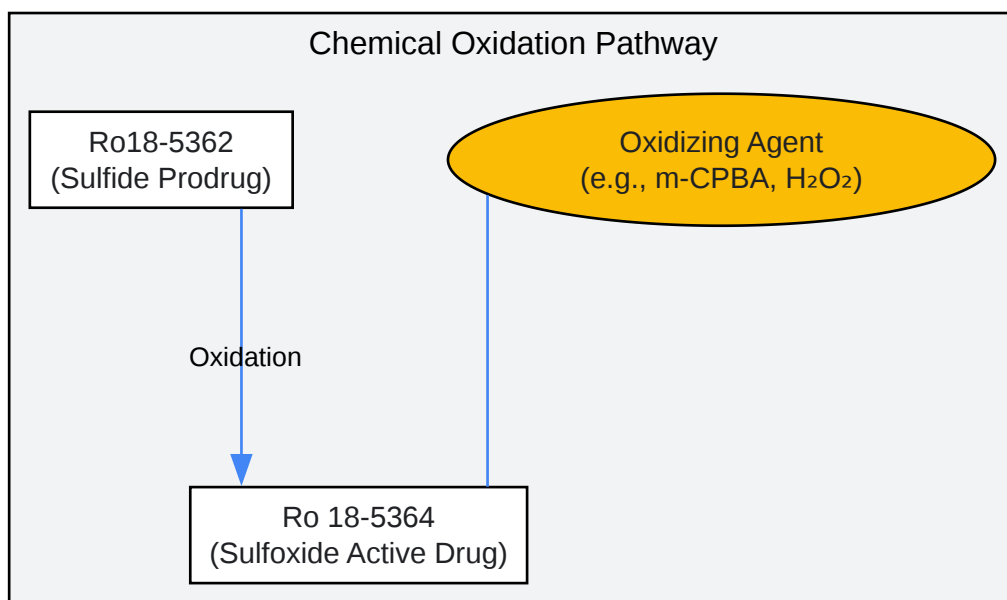 Chemical Oxidation Pathway
Ro18-5362
(Sulfide Prodrug)
Oxidizing Agent
(e.g., m-CPBA, H₂O₂)
Oxidation
Ro 18-5364
(Sulfoxide Active Drug)